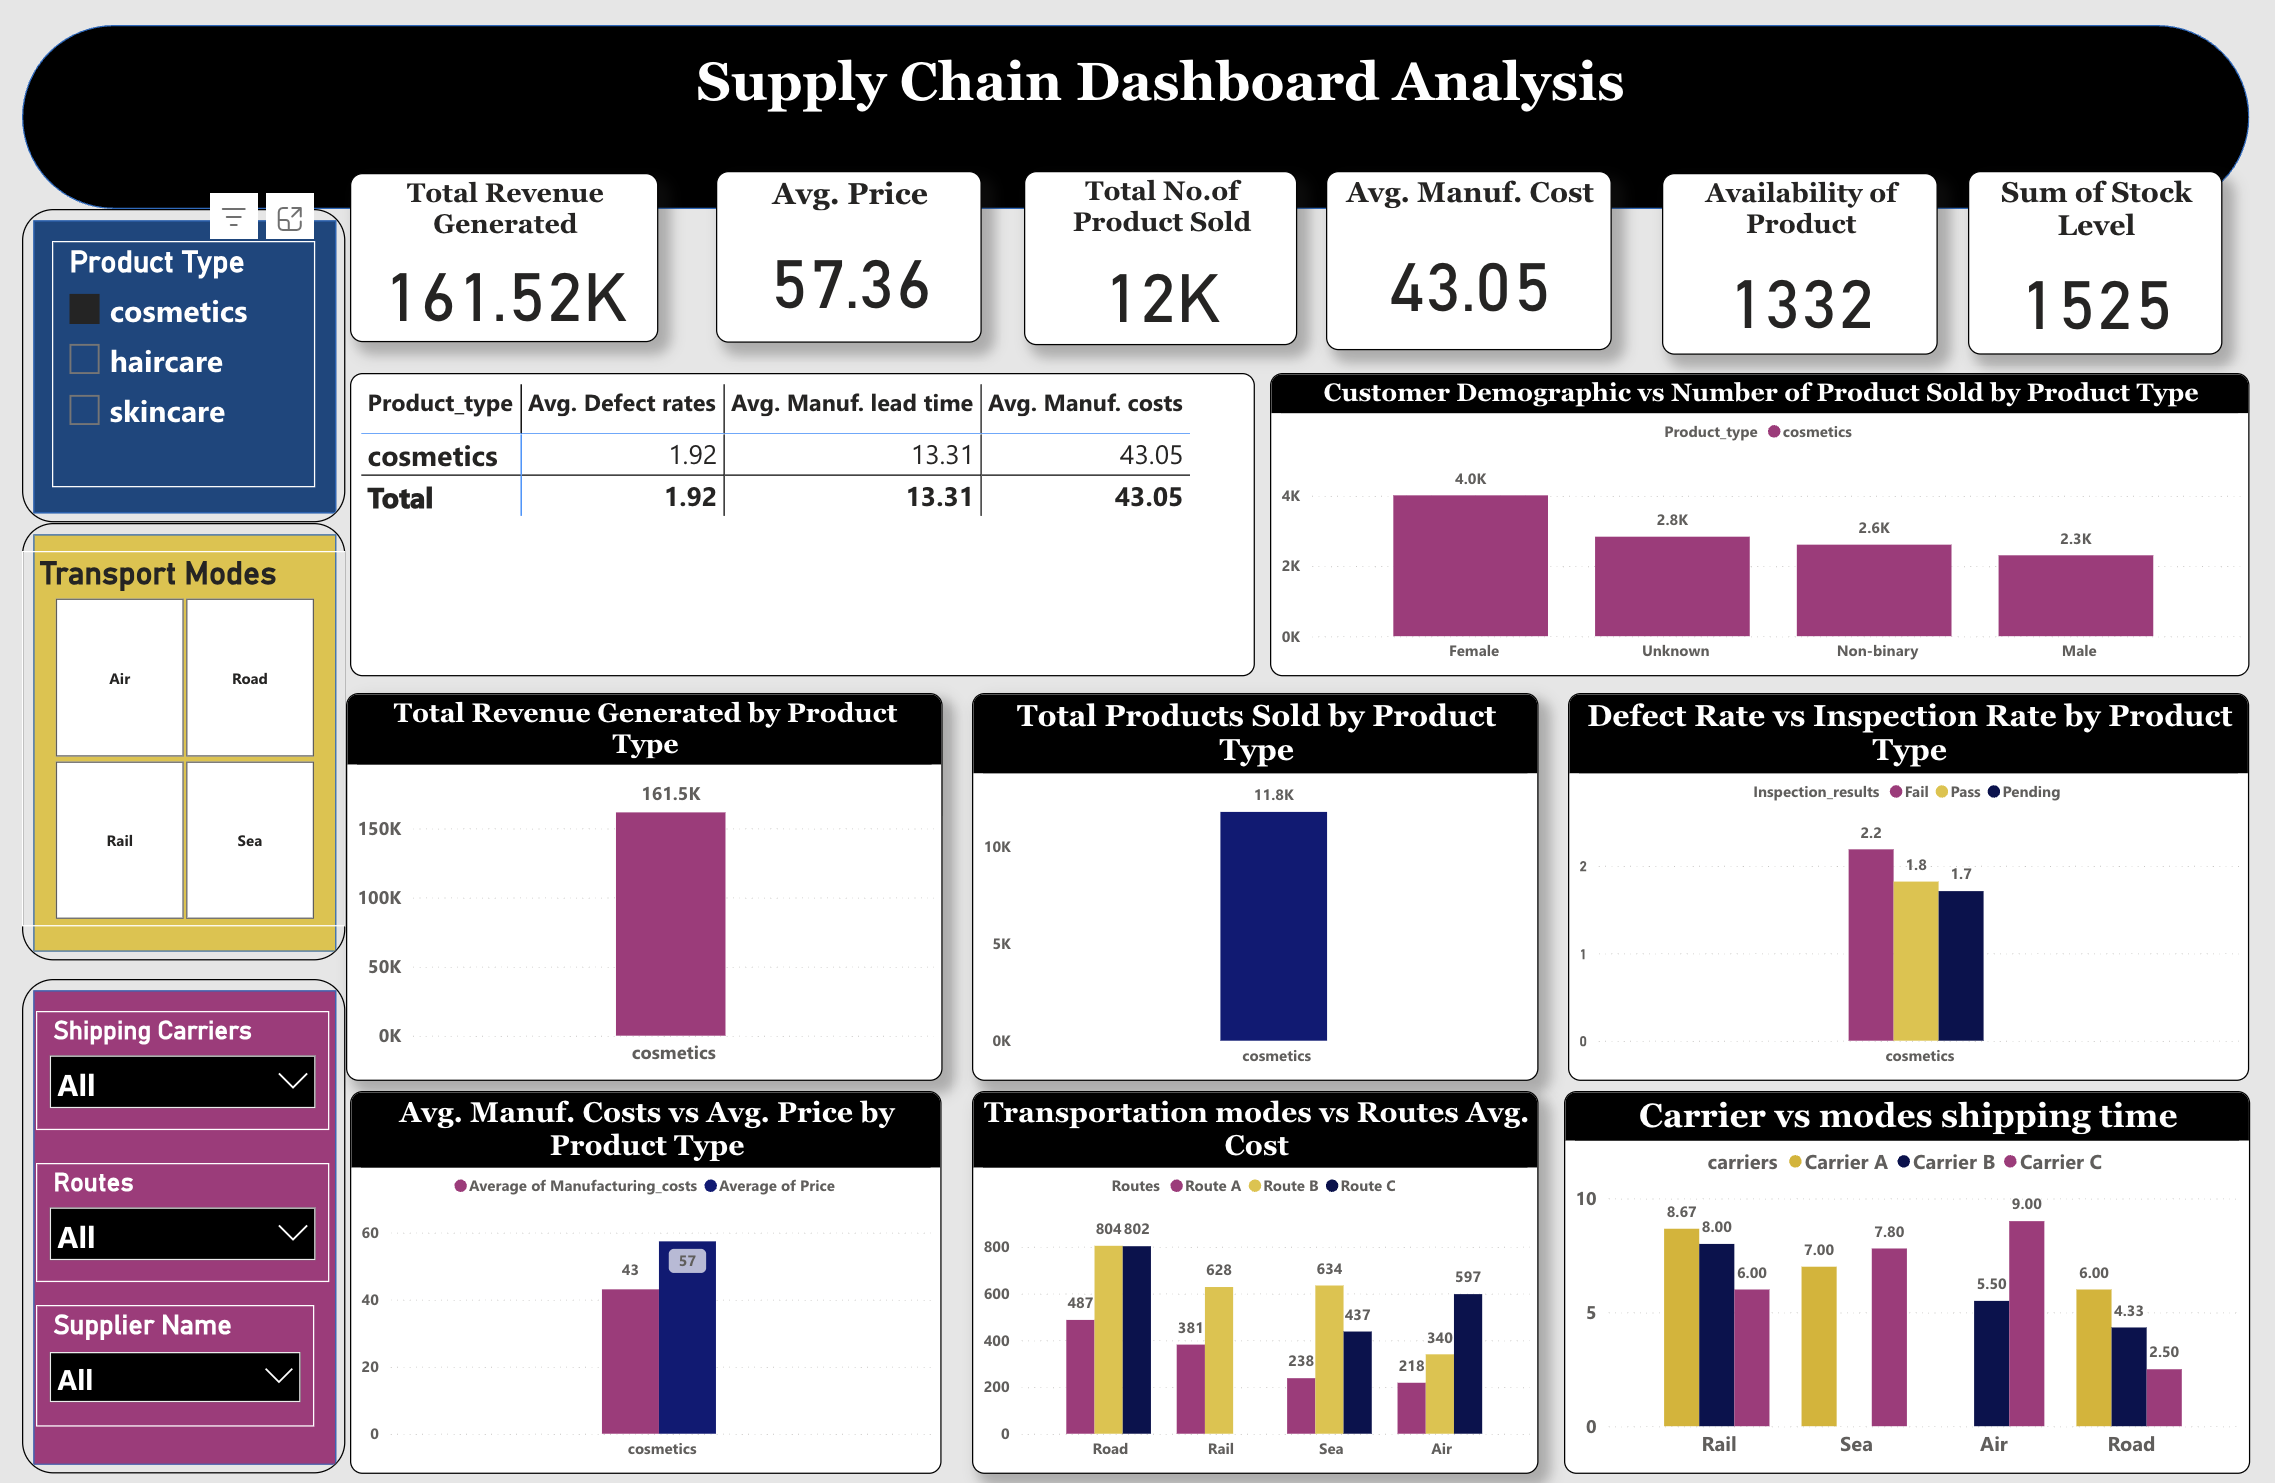 Supply Chain Dashboard Analysis
Total Revenue
Generated
161.52K
Avg. Price
57.36
Total No.of
Product Sold
12K
Avg. Manuf. Cost
43.05
Availability of
Product
1332
Sum of Stock
Level
1525
Product Type
cosmetics
haircare
skincare
Transport Modes
Air
Road
Rail
Sea
Shipping Carriers
All
Routes
All
Supplier Name
All
Product_type Avg. Defect rates Avg. Manuf. lead time Avg. Manuf. costs
cosmetics 1.92 13.31 43.05
Total 1.92 13.31 43.05
Customer Demographic vs Number of Product Sold by Product Type
Product_type cosmetics
4.0K
4K
2.8K
2.6K
2.3K
2K
0K
Female Unknown Non-binary Male
Total Revenue Generated by Product
Type
161.5K
150K
100K
50K
0K
cosmetics
Total Products Sold by Product
Type
11.8K
10K
5K
0K
cosmetics
Defect Rate vs Inspection Rate by Product
Type
Inspection_results Fail Pass Pending
2.2
1.8
1.7
2
1
0
cosmetics
Avg. Manuf. Costs vs Avg. Price by
Product Type
Average of Manufacturing_costs Average of Price
60
57
43
40
20
0
cosmetics
Transportation modes vs Routes Avg.
Cost
Routes Route A Route B Route C
804 802
800
628
634
597
600
487
437
400
381
340
238
218
200
0
Road Rail Sea Air
Carrier vs modes shipping time
carriers Carrier A Carrier B Carrier C
10
9.00
8.67
8.00
7.80
7.00
6.00
6.00
5.50
5
4.33
2.50
0
Rail Sea Air Road